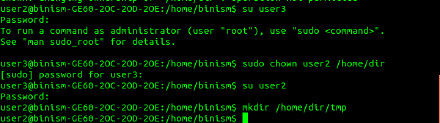 user2@binism-GE60-2OC-2OD-2OE:/home/binism$ su user3
Password:
To run a command as administrator (user "root"), use "sudo <command>".
See "man sudo_root" for details.
user3@binism-GE60-2OC-2OD-2OE:/home/binism$ sudo chown user2 /home/dir
[sudo] password for user3:
user3@binism-GE60-2OC-2OD-2OE:/home/binism$ su user2
Password:
user2@binism-GE60-2OC-2OD-2OE:/home/binism$ mkdir /home/dir/tmp
user2@binism-GE60-2OC-2OD-2OE:/home/binism$